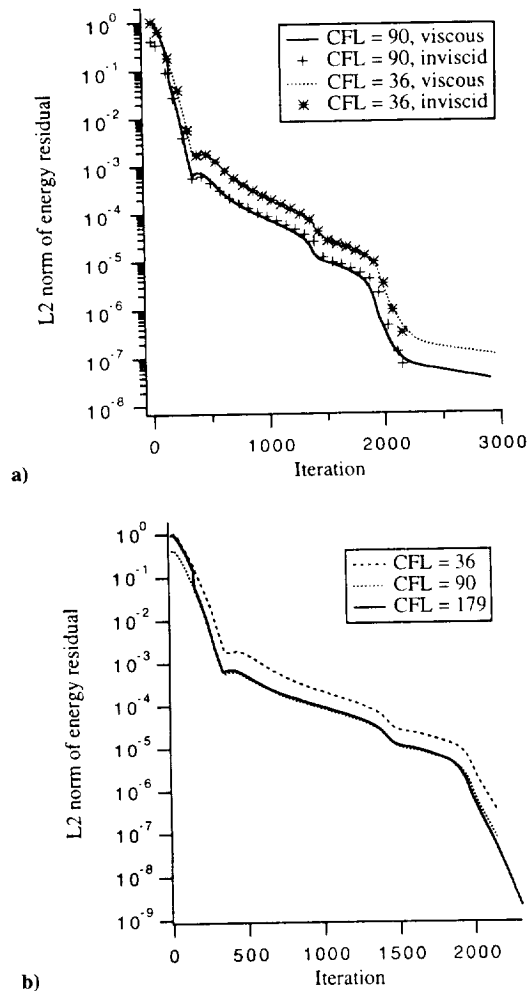 10^0
10^-1
10^-2
10^-3
10^-4
10^-5
10^-6
10^-7
10^-8
L2 norm of energy residual
CFL = 90, viscous
CFL = 90, inviscid
CFL = 36, viscous
CFL = 36, inviscid
0 1000 2000 3000
Iteration
a)
10^0
10^-1
10^-2
10^-3
10^-4
10^-5
10^-6
10^-7
10^-8
10^-9
L2 norm of energy residual
CFL = 36
CFL = 90
CFL = 179
0 500 1000 1500 2000
Iteration
b)